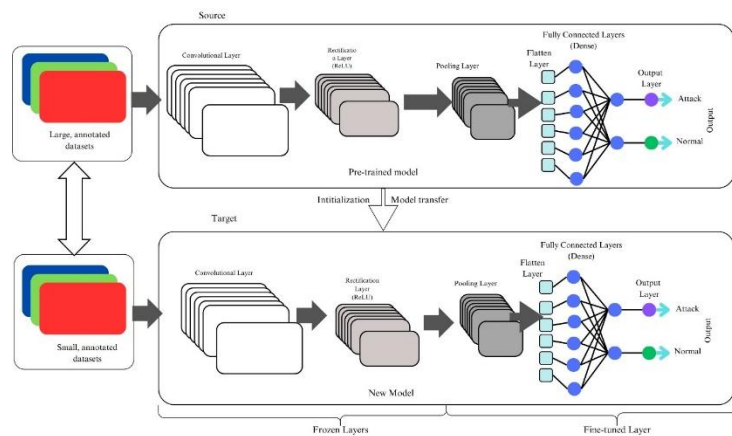 Source
Fully Connected Layers
(Dense)
Convolutional Layer
Rectificatio
n Layer
(ReLU)
Pooling Layer
Flatten
Layer
Output
Layer
Attack
Normal
Output
Large, annotated
datasets
Pre-trained model
Intitialization
Model transfer
Target
Fully Connected Layers
(Dense)
Convolutional Layer
Rectification
Layer
(ReLU)
Pooling Layer
Flatten
Layer
Output
Layer
Attack
Normal
Output
Small, annotated
datasets
New Model
Frozen Layers
Fine-tuned Layer